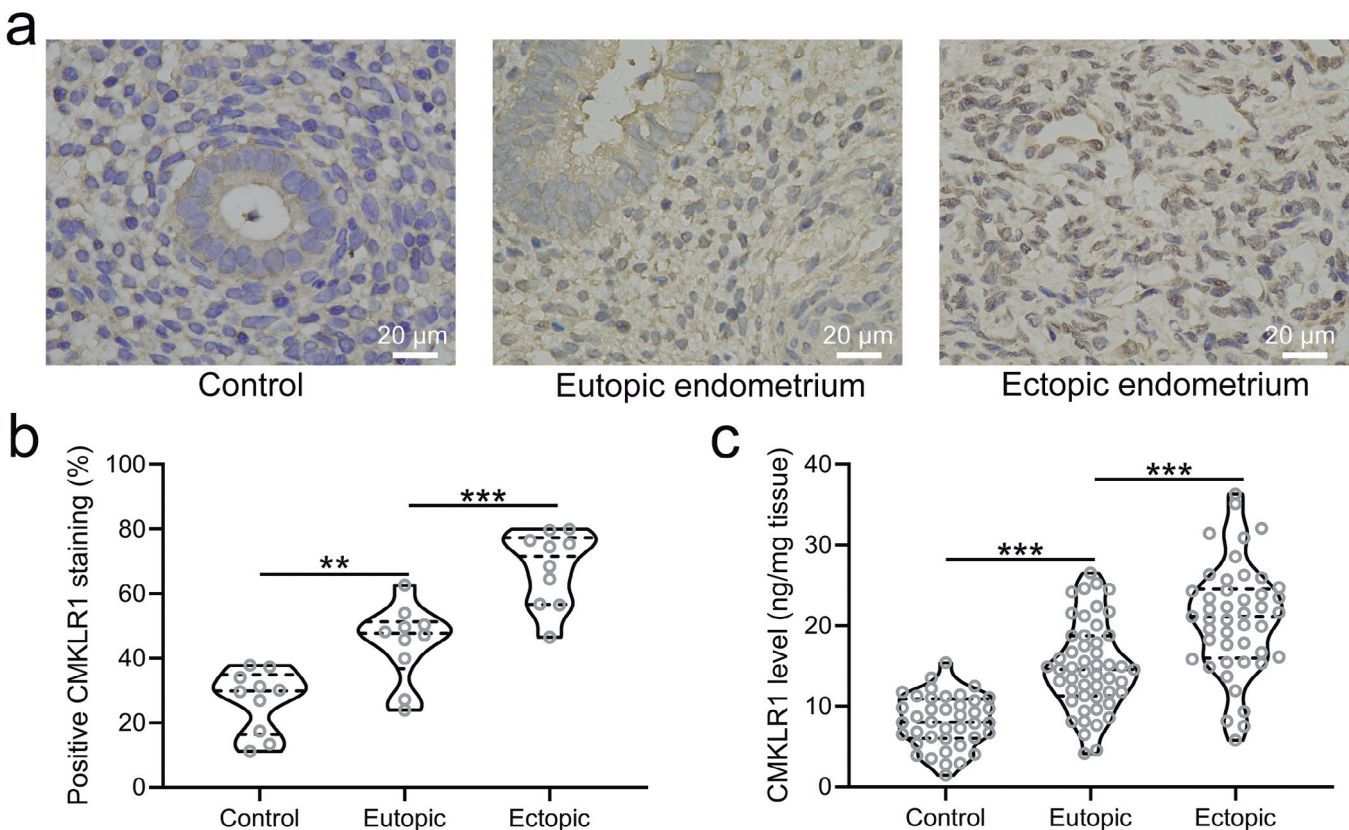 a
20 µm
20 µm
20 µm
Control
Eutopic endometrium
Ectopic endometrium
b
Positive CMKLR1 staining (%)
100
80
60
40
20
0
**
***
Control
Eutopic
Ectopic
c
CMKLR1 level (ng/mg tissue)
40
30
20
10
0
***
***
Control
Eutopic
Ectopic